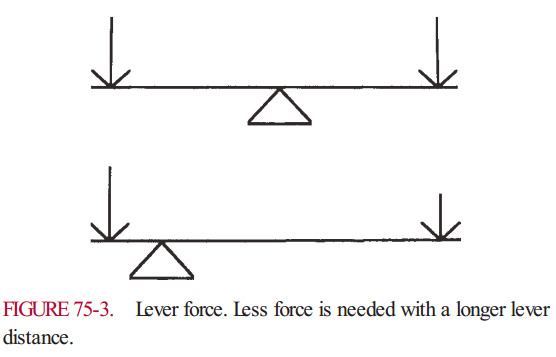 FIGURE 75-3. Lever force. Less force is needed with a longer lever
distance.